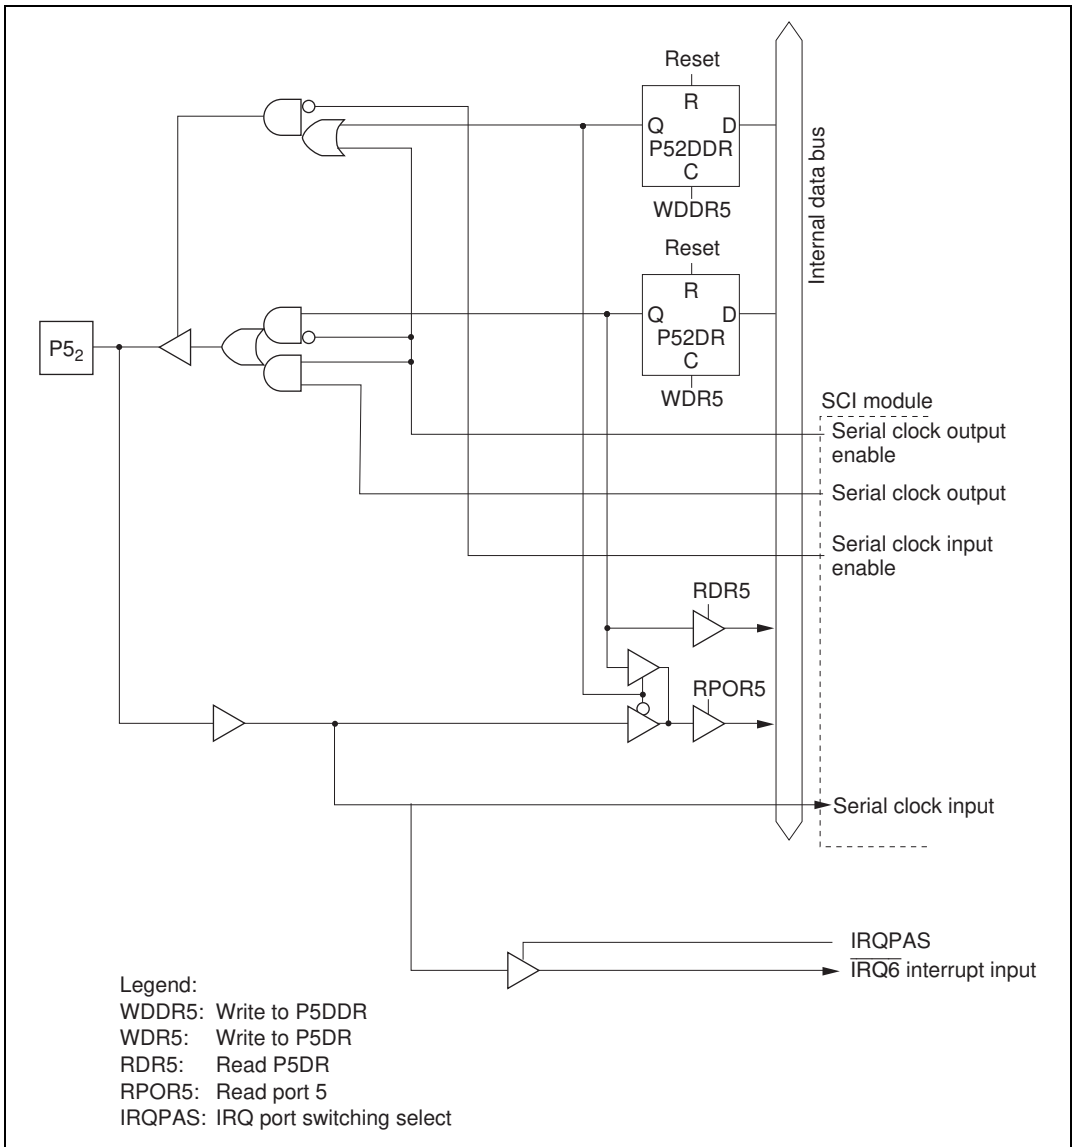 Reset
R
Q D
P52DDR
C
WDDR5
Internal data bus
Reset
R
Q D
P52DR
C
WDR5
P5₂
SCI module
Serial clock output
enable
Serial clock output
Serial clock input
enable
RDR5
RPOR5
Serial clock input
IRQPAS
I̅R̅Q̅6̅ interrupt input
Legend:
WDDR5: Write to P5DDR
WDR5: Write to P5DR
RDR5: Read P5DR
RPOR5: Read port 5
IRQPAS: IRQ port switching select